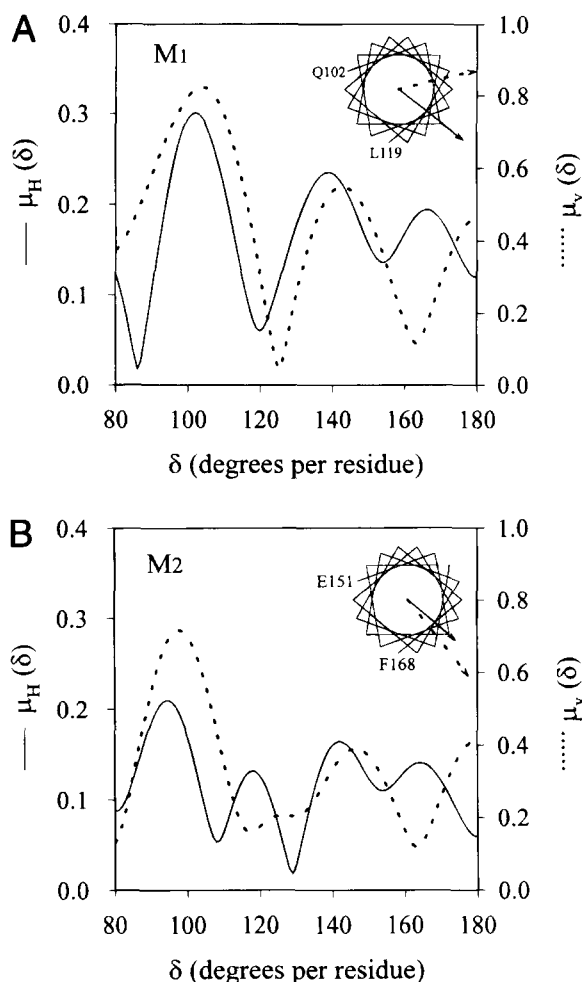 A
M1
0.4
0.3
0.2
0.1
0.0
— μH (δ)
1.0
0.8
0.6
0.4
0.2
0.0
..... μv (δ)
Q102
L119
80 100 120 140 160 180
δ (degrees per residue)
B
M2
0.4
0.3
0.2
0.1
0.0
— μH (δ)
1.0
0.8
0.6
0.4
0.2
0.0
..... μv (δ)
E151
F168
80 100 120 140 160 180
δ (degrees per residue)